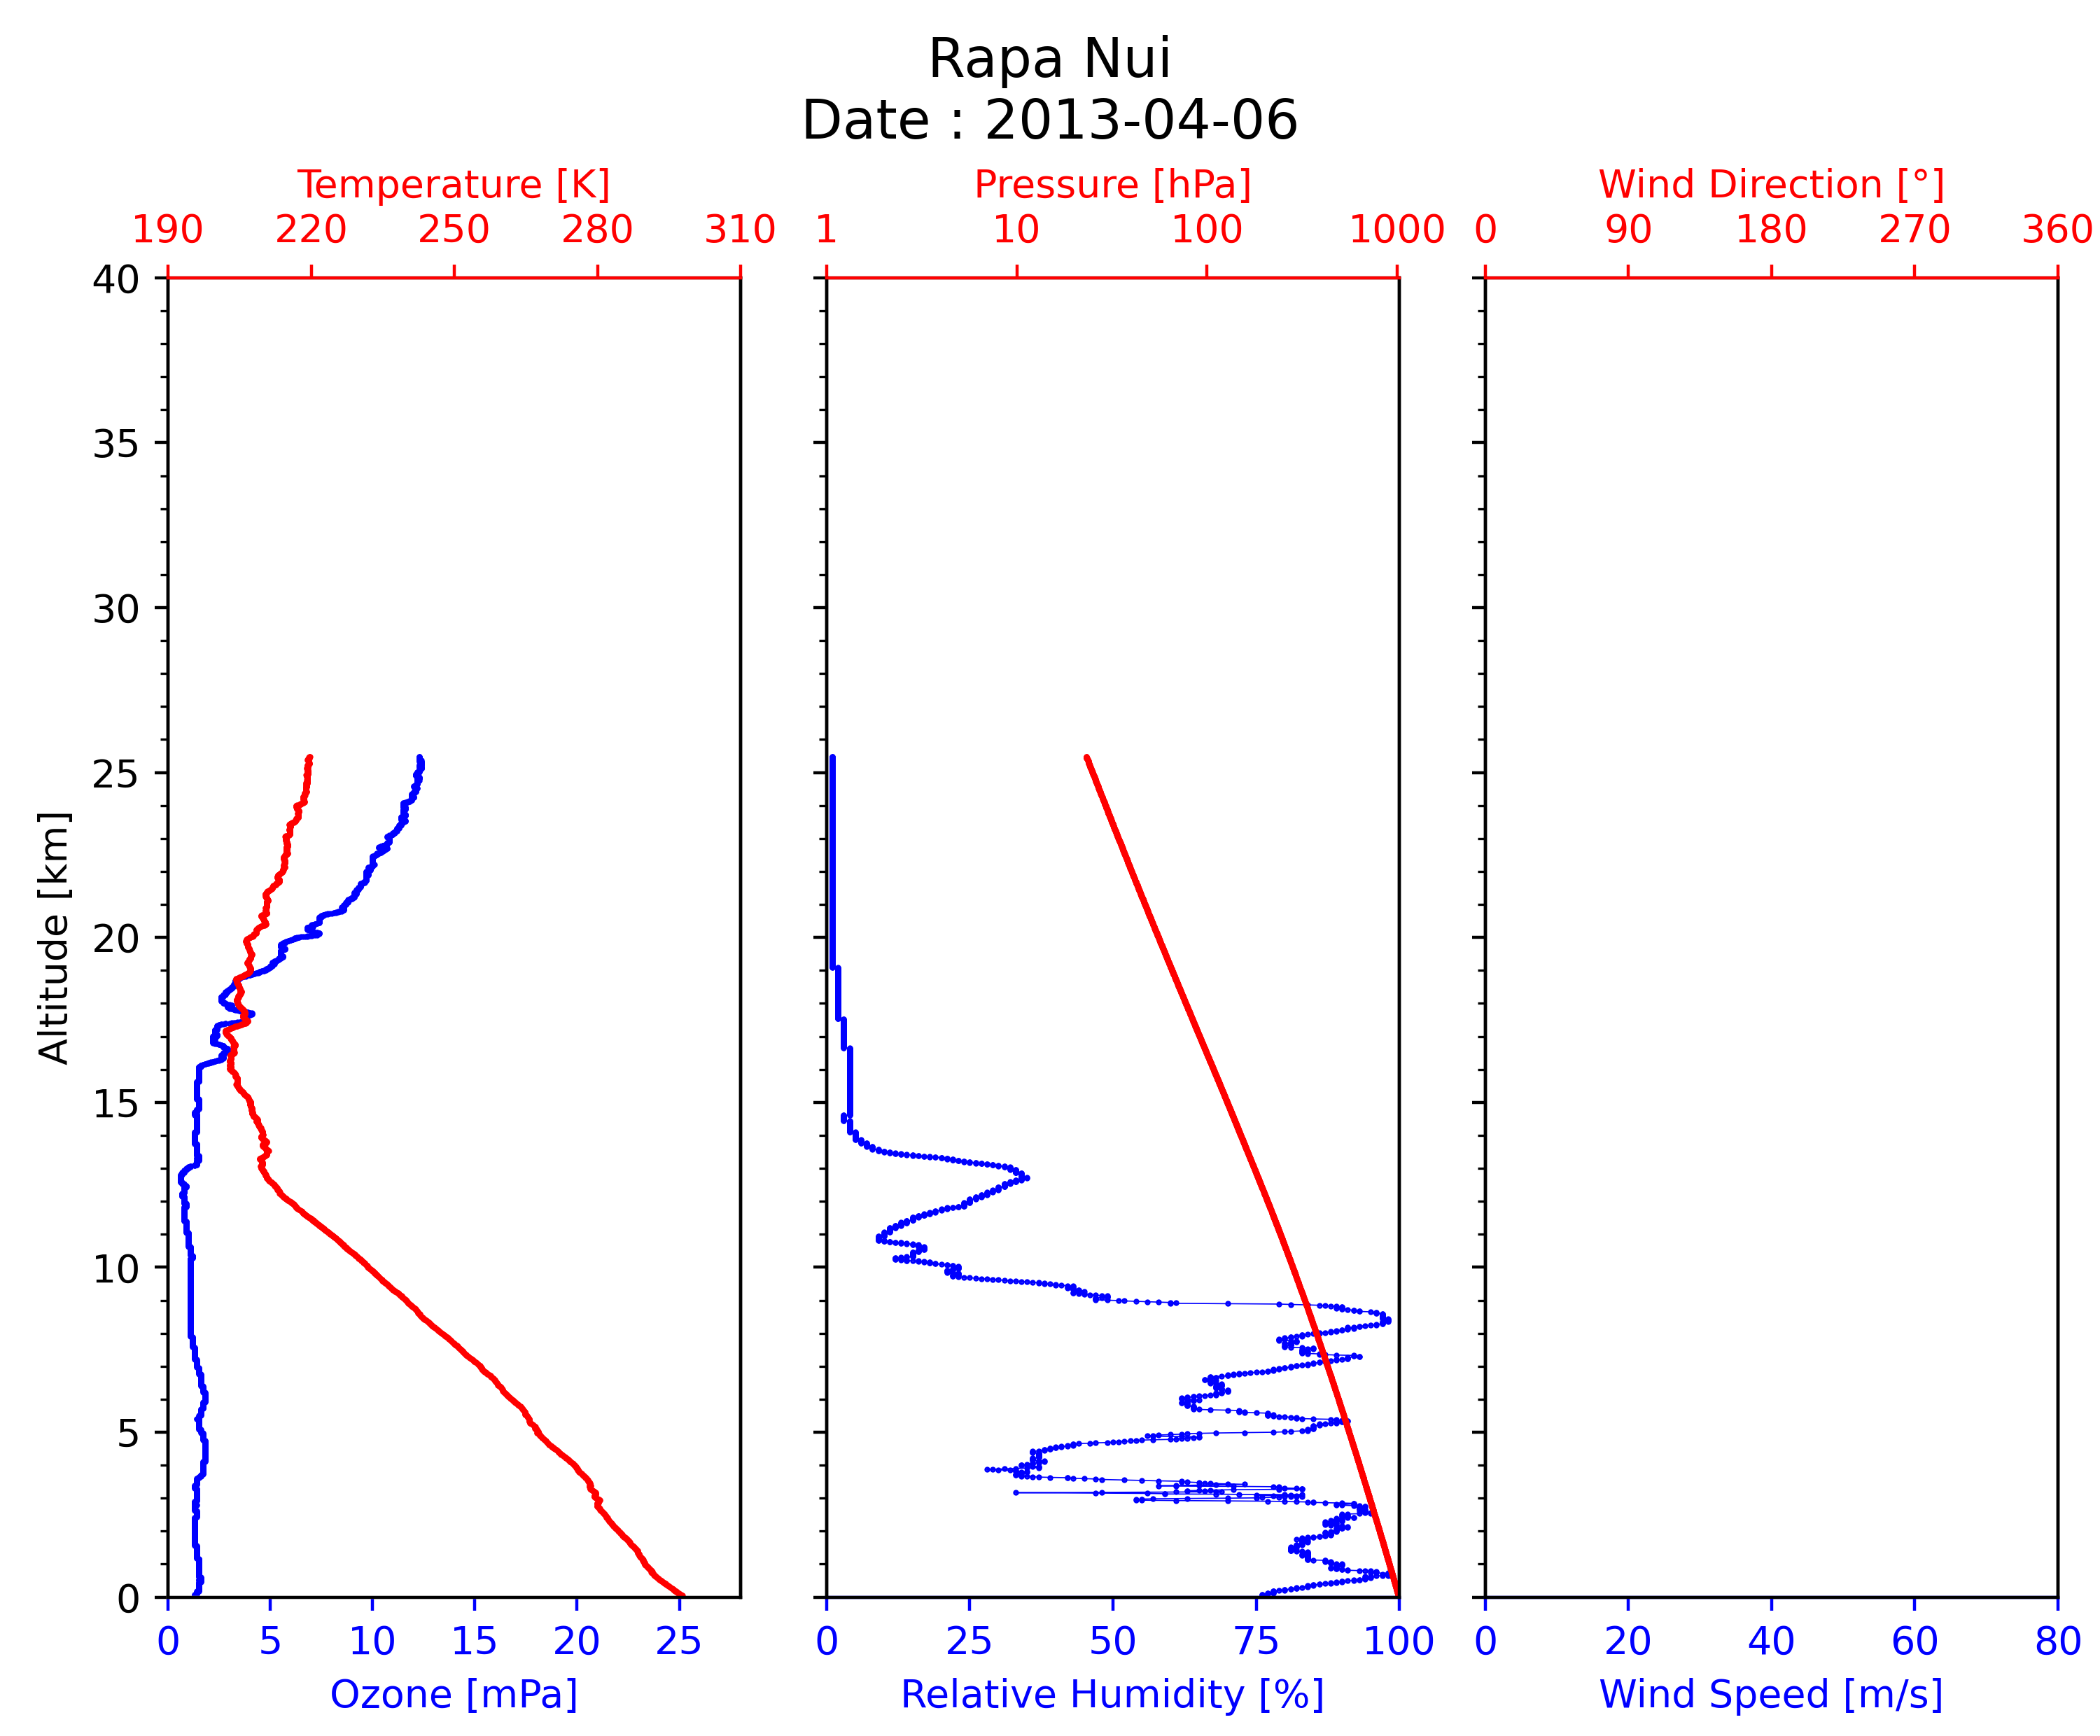 Rapa Nui
Date : 2013-04-06
Temperature [K]
190 220 250 280 310
Pressure [hPa]
1 10 100 1000
Wind Direction [°]
0 90 180 270 360
Altitude [km]
40
35
30
25
20
15
10
5
0
0 5 10 15 20 25
Ozone [mPa]
0 25 50 75 100
Relative Humidity [%]
0 20 40 60 80
Wind Speed [m/s]